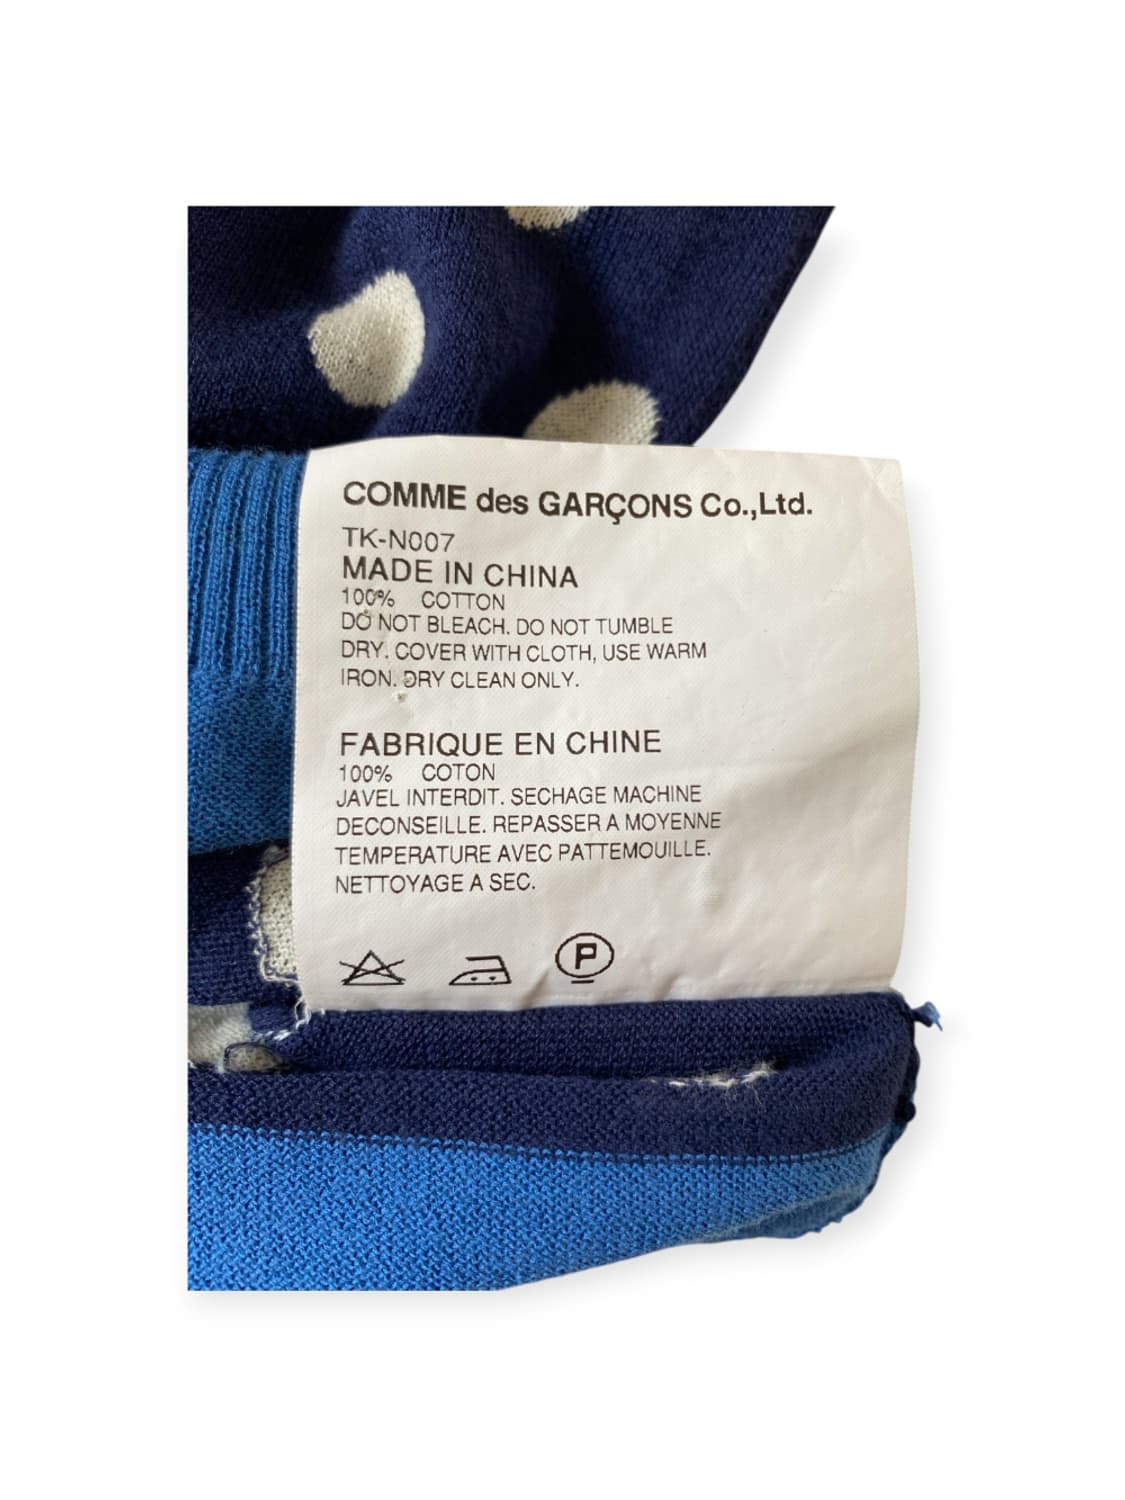 COMME des GARÇONS Co.,Ltd.
TK-N007
MADE IN CHINA
100% COTTON
DO NOT BLEACH. DO NOT TUMBLE
DRY. COVER WITH CLOTH, USE WARM
IRON. DRY CLEAN ONLY.
FABRIQUE EN CHINE
100% COTON
JAVEL INTERDIT. SECHAGE MACHINE
DECONSEILLE. REPASSER A MOYENNE
TEMPERATURE AVEC PATTEMOUILLE.
NETTOYAGE A SEC.
P